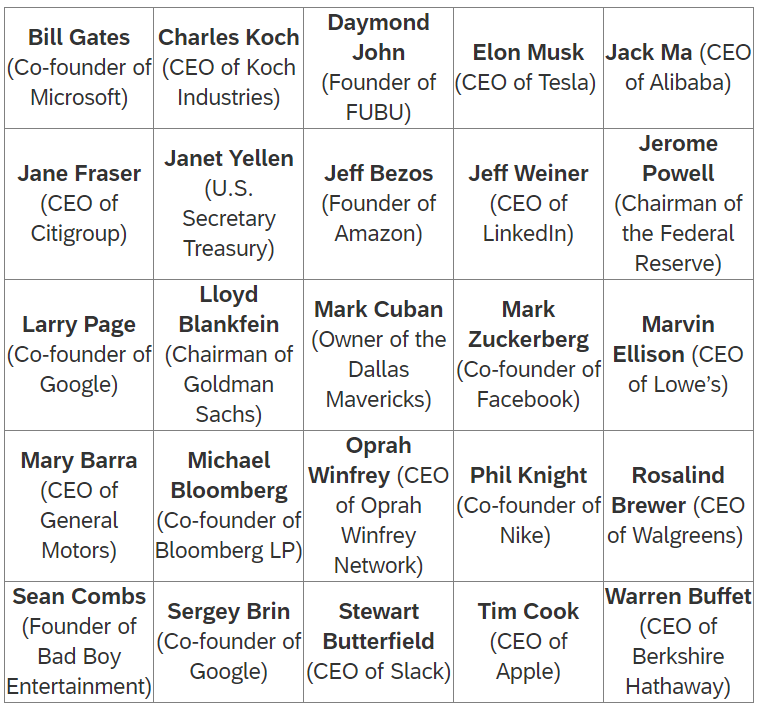 Bill Gates
(Co-founder of
Microsoft)
Charles Koch
(CEO of Koch
Industries)
Daymond
John
(Founder of
FUBU)
Elon Musk
(CEO of Tesla)
Jack Ma (CEO
of Alibaba)
Jane Fraser
(CEO of
Citigroup)
Janet Yellen
(U.S.
Secretary
Treasury)
Jeff Bezos
(Founder of
Amazon)
Jeff Weiner
(CEO of
LinkedIn)
Jerome
Powell
(Chairman of
the Federal
Reserve)
Larry Page
(Co-founder of
Google)
Lloyd
Blankfein
(Chairman of
Goldman
Sachs)
Mark Cuban
(Owner of the
Dallas
Mavericks)
Mark
Zuckerberg
(Co-founder of
Facebook)
Marvin
Ellison (CEO
of Lowe’s)
Mary Barra
(CEO of
General
Motors)
Michael
Bloomberg
(Co-founder of
Bloomberg LP)
Oprah
Winfrey (CEO
of Oprah
Winfrey
Network)
Phil Knight
(Co-founder of
Nike)
Rosalind
Brewer (CEO
of Walgreens)
Sean Combs
(Founder of
Bad Boy
Entertainment)
Sergey Brin
(Co-founder of
Google)
Stewart
Butterfield
(CEO of Slack)
Tim Cook
(CEO of
Apple)
Warren Buffet
(CEO of
Berkshire
Hathaway)